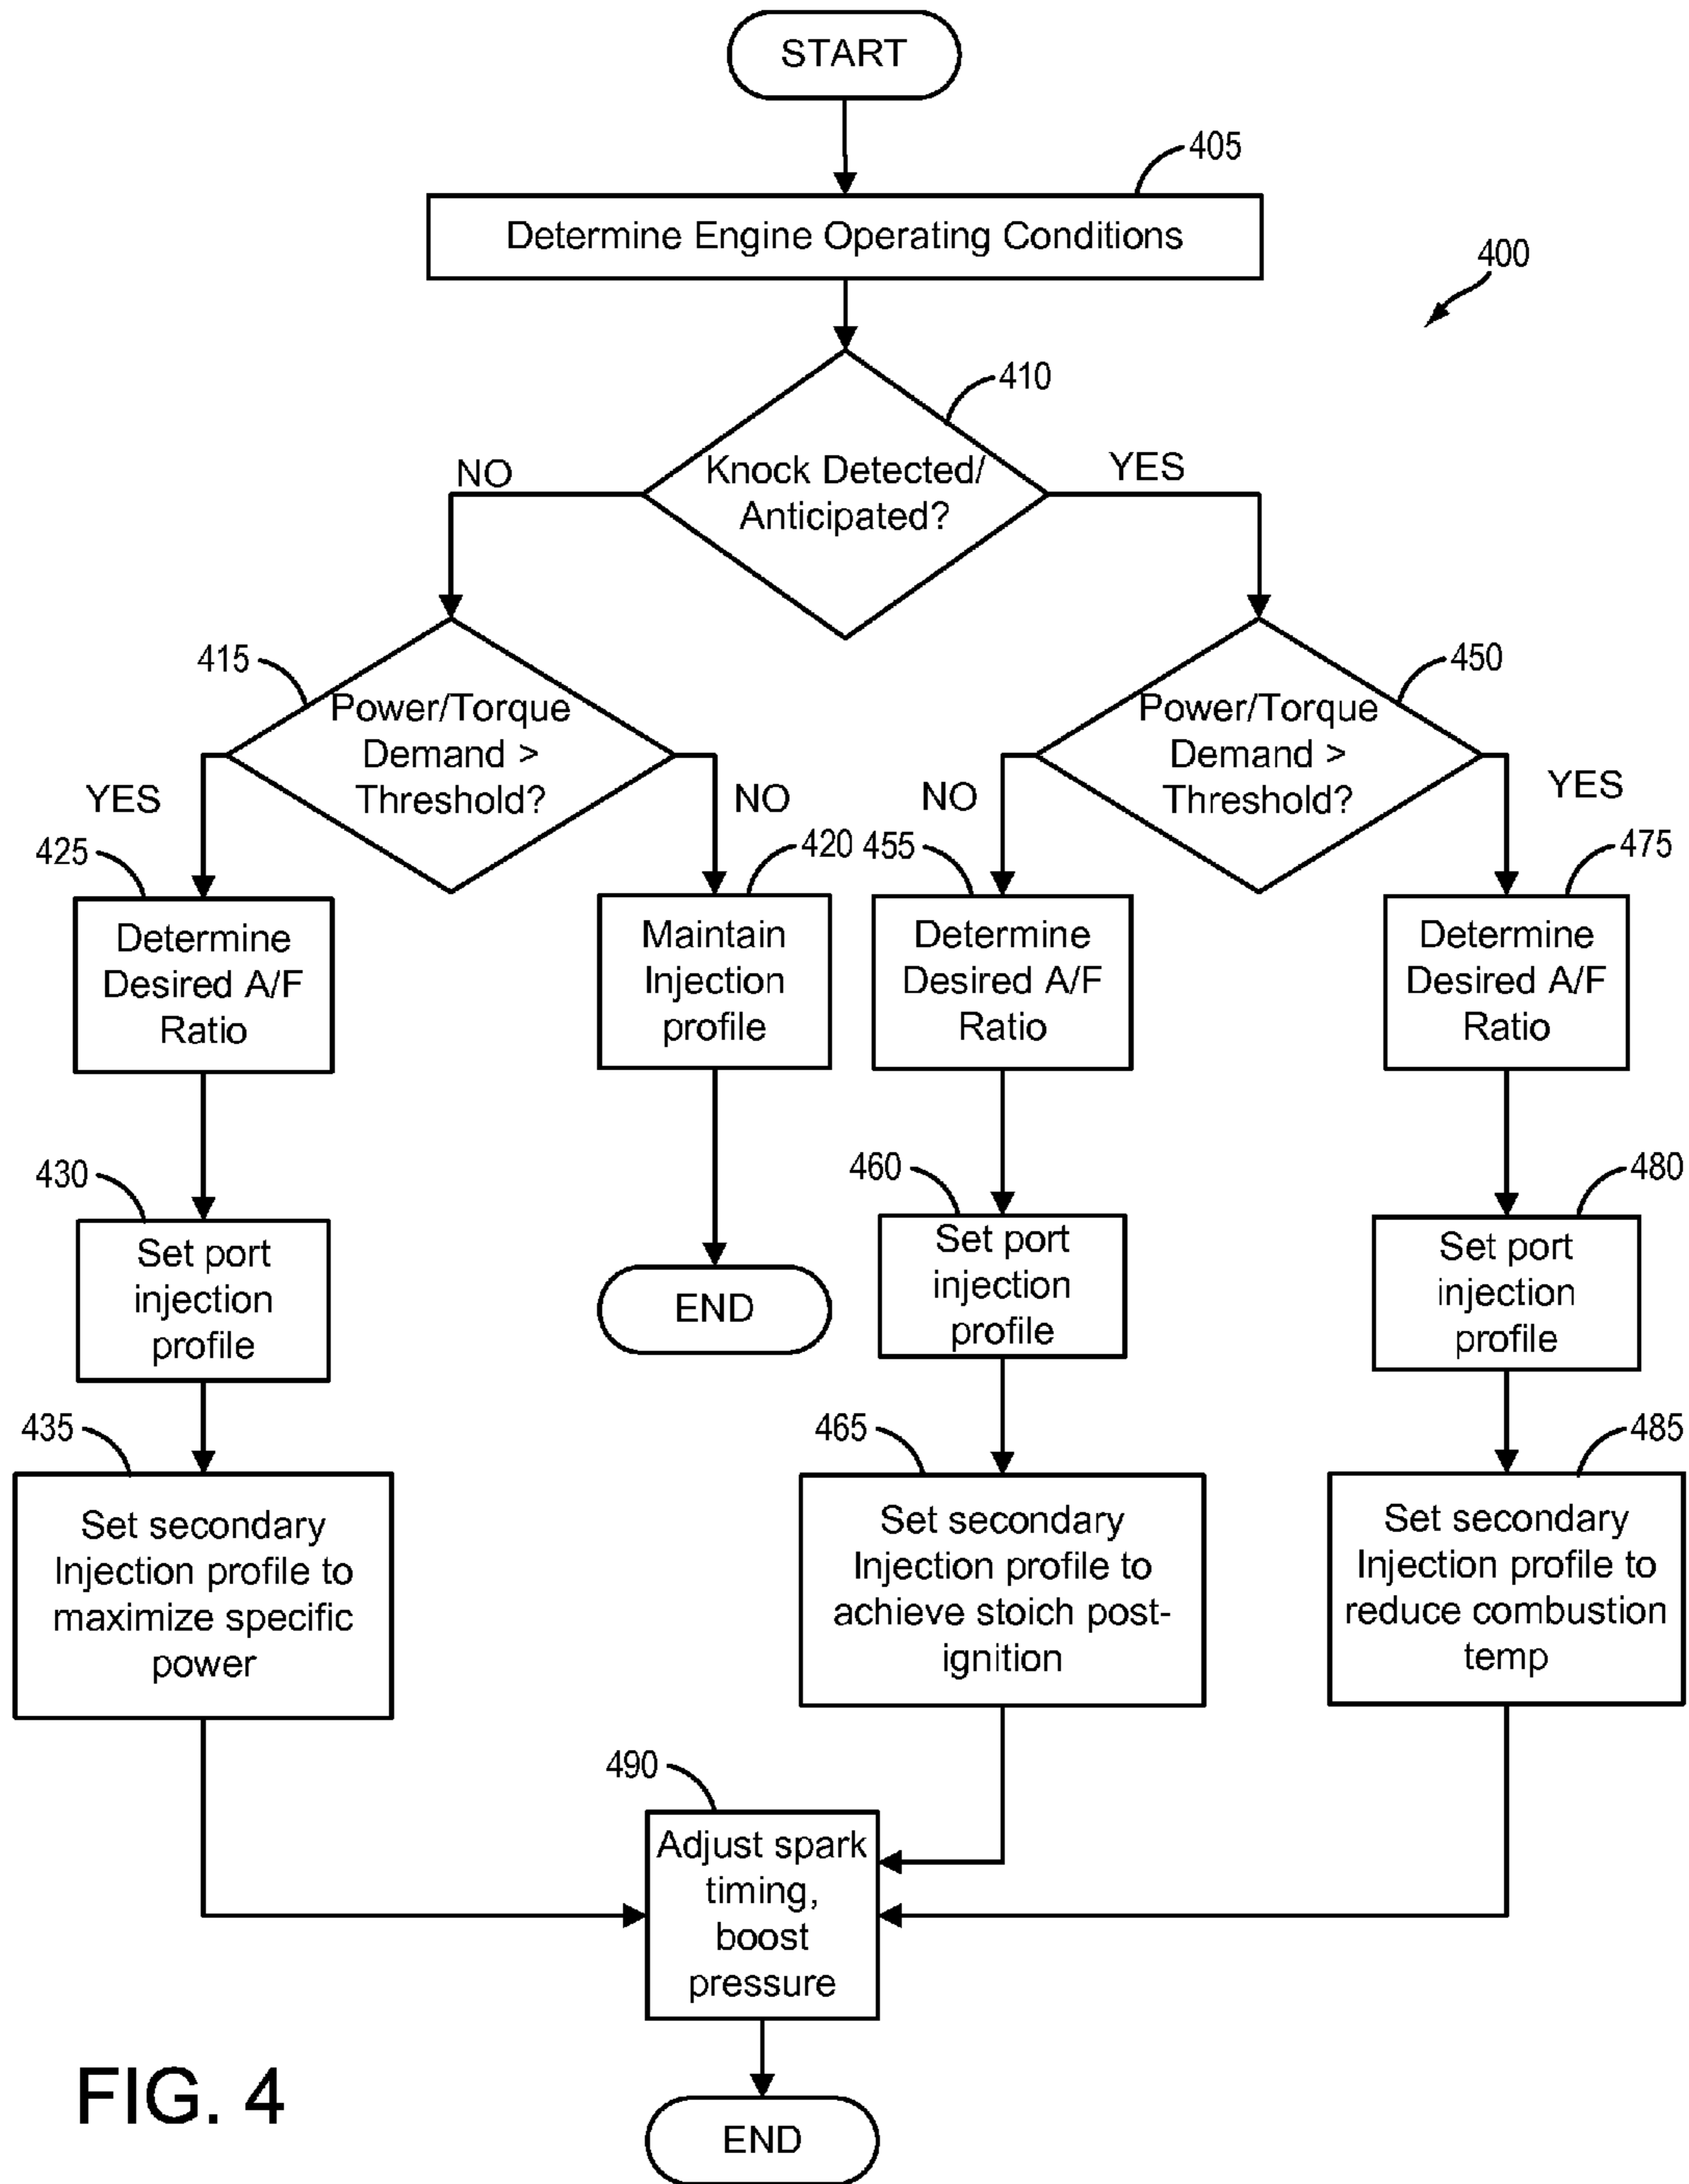 START
405
Determine Engine Operating Conditions
400
410
Knock Detected/
Anticipated?
NO
YES
415
Power/Torque
Demand >
Threshold?
450
Power/Torque
Demand >
Threshold?
YES
NO
NO
YES
425
Determine
Desired A/F
Ratio
420
Maintain
Injection
profile
455
Determine
Desired A/F
Ratio
475
Determine
Desired A/F
Ratio
430
Set port
injection
profile
END
460
Set port
injection
profile
480
Set port
injection
profile
435
Set secondary
Injection profile to
maximize specific
power
465
Set secondary
Injection profile to
achieve stoich post-
ignition
485
Set secondary
Injection profile to
reduce combustion
temp
490
Adjust spark
timing,
boost
pressure
END
FIG. 4